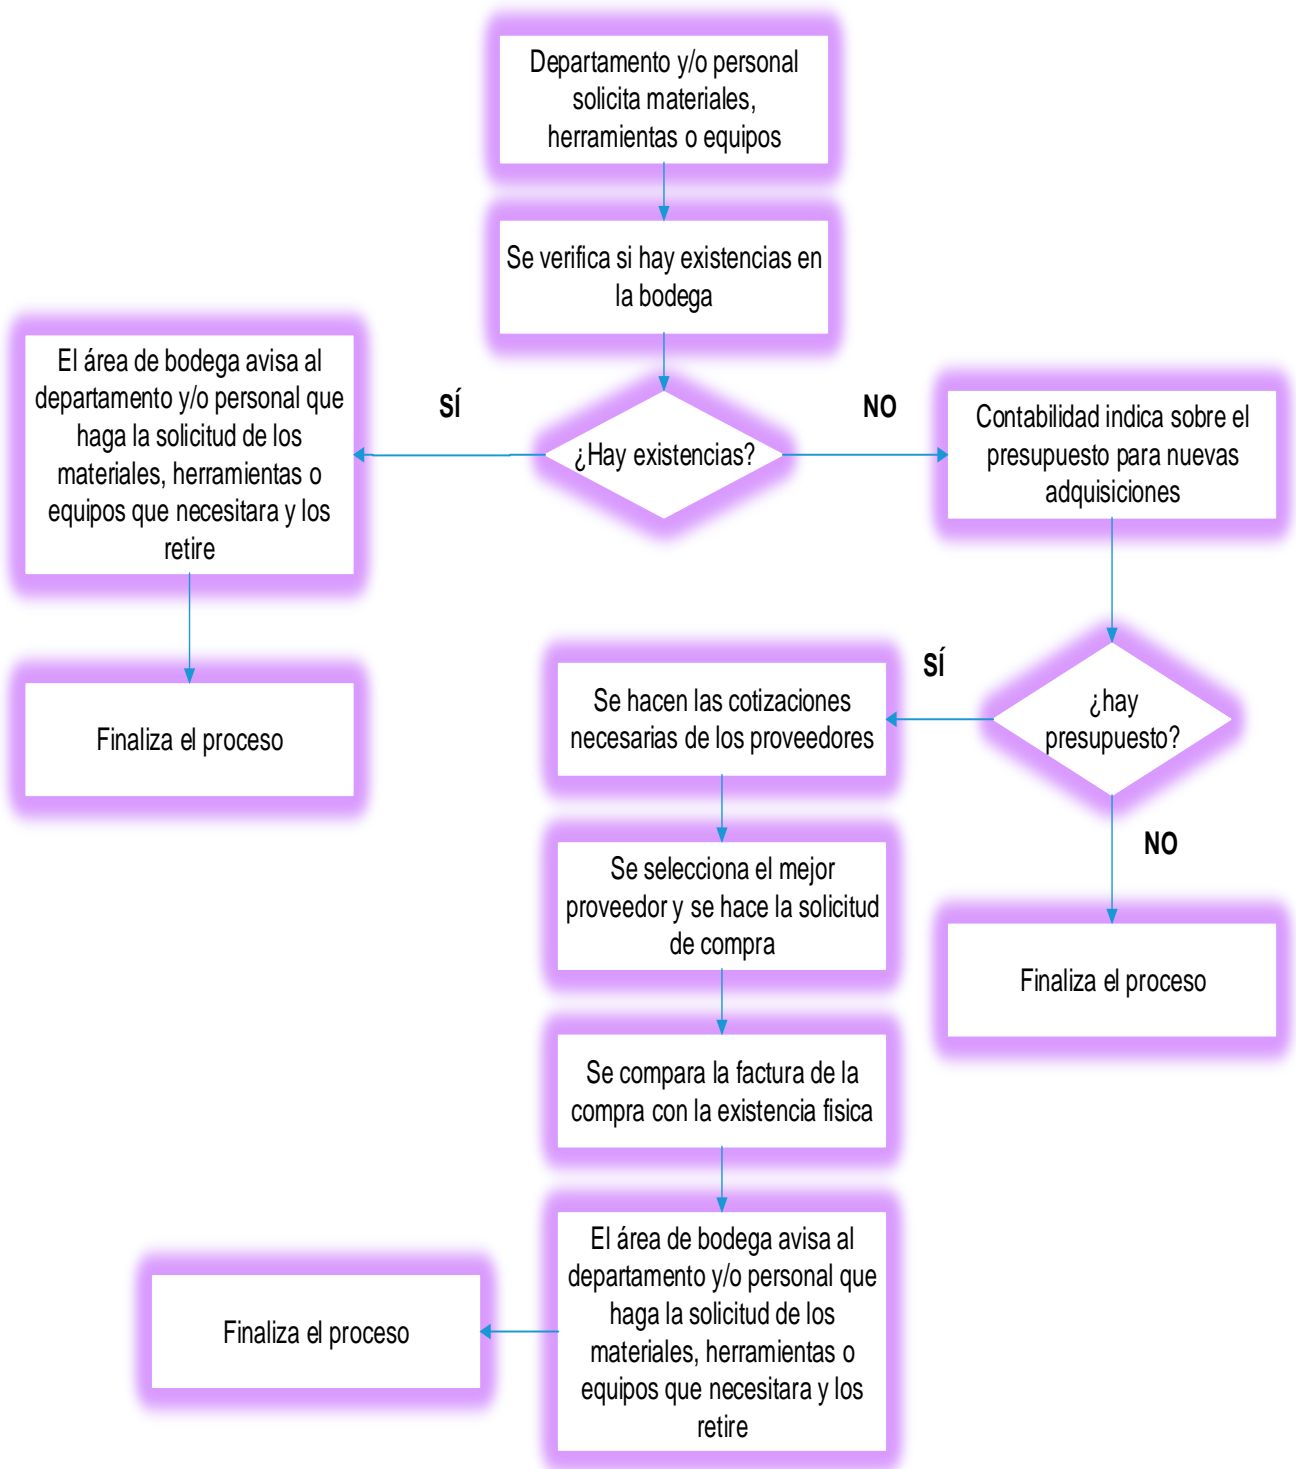 Departamento y/o personal
solicita materiales,
herramientas o equipos
Se verifica si hay existencias en
la bodega
El área de bodega avisa al
departamento y/o personal que
haga la solicitud de los
materiales, herramientas o
equipos que necesitara y los
retire
SÍ
¿Hay existencias?
NO
Contabilidad indica sobre el
presupuesto para nuevas
adquisiciones
Finaliza el proceso
SÍ
¿hay
presupuesto?
NO
Finaliza el proceso
Se hacen las cotizaciones
necesarias de los proveedores
Se selecciona el mejor
proveedor y se hace la solicitud
de compra
Se compara la factura de la
compra con la existencia fisica
El área de bodega avisa al
departamento y/o personal que
haga la solicitud de los
materiales, herramientas o
equipos que necesitara y los
retire
Finaliza el proceso